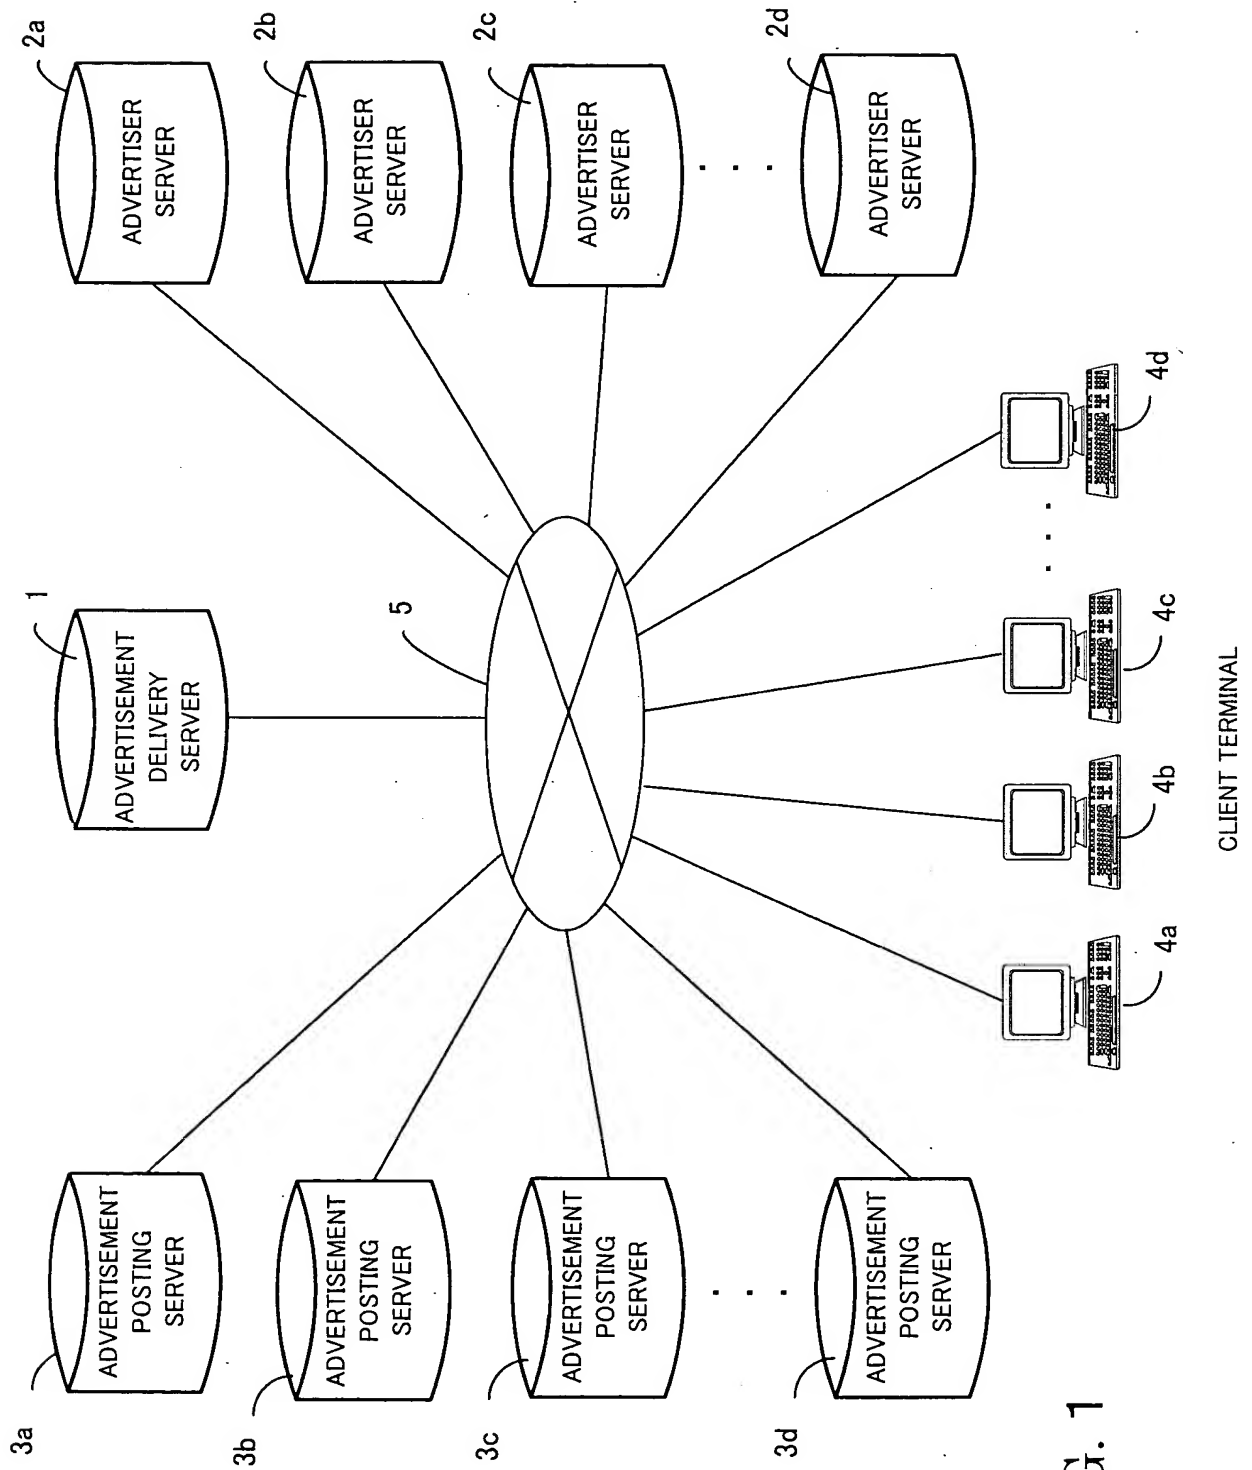 3a
ADVERTISEMENT
POSTING
SERVER
3b
ADVERTISEMENT
POSTING
SERVER
3c
ADVERTISEMENT
POSTING
SERVER
3d
ADVERTISEMENT
POSTING
SERVER
1
ADVERTISEMENT
DELIVERY
SERVER
5
2a
ADVERTISER
SERVER
2b
ADVERTISER
SERVER
2c
ADVERTISER
SERVER
2d
ADVERTISER
SERVER
4a
4b
4c
4d
CLIENT TERMINAL
G. 1